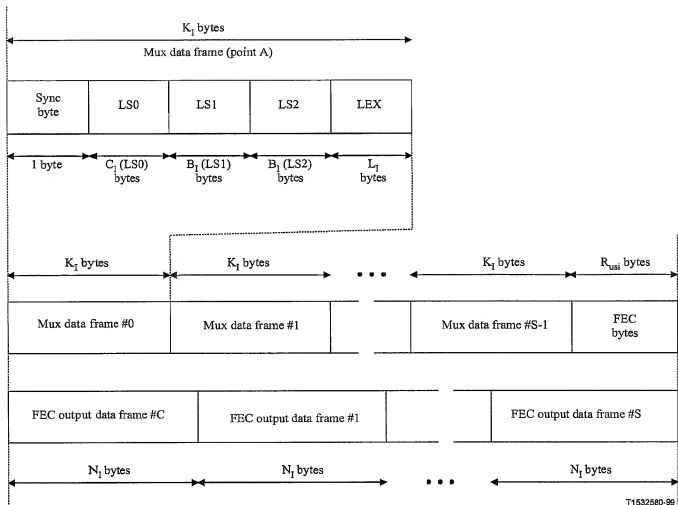 K_I bytes
Mux data frame (point A)
Sync
byte
LS0
LS1
LS2
LEX
1 byte
C_I (LS0)
bytes
B_I (LS1)
bytes
B_I (LS2)
bytes
L_I
bytes
K_I bytes
K_I bytes
• • •
K_I bytes
R_usi bytes
Mux data frame #0
Mux data frame #1
Mux data frame #S-1
FEC
bytes
FEC output data frame #C
FEC output data frame #1
FEC output data frame #S
N_I bytes
N_I bytes
• • •
N_I bytes
T1532580-99